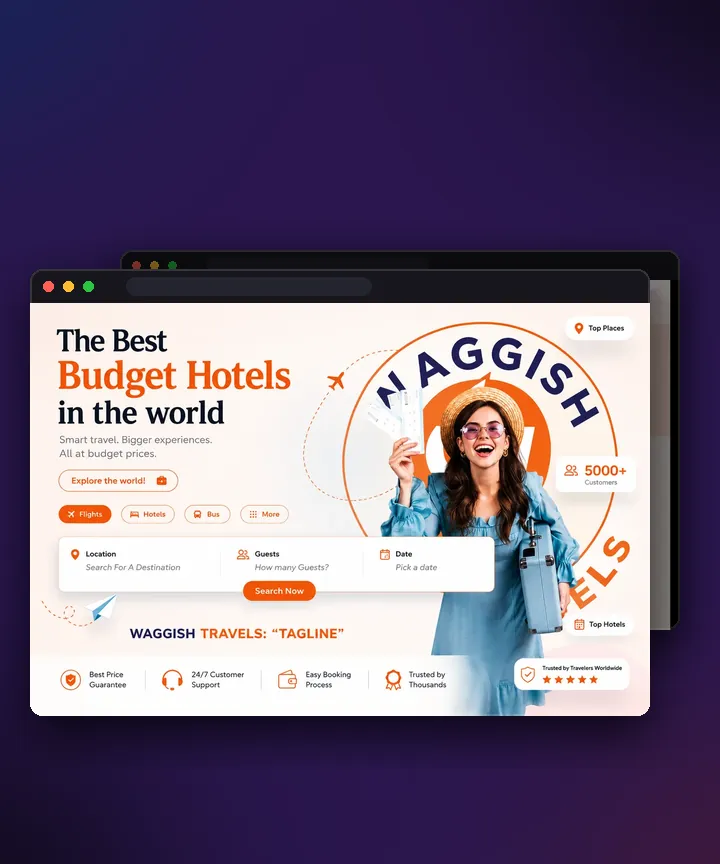 The Best
Budget Hotels
in the world
Smart travel. Bigger experiences.
All at budget prices.
Explore the world!
Flights
Hotels
Bus
More
Location
Search For A Destination
Guests
How many Guests?
Date
Pick a date
Search Now
WAGGISH TRAVELS: “TAGLINE”
Best Price
Guarantee
24/7 Customer
Support
Easy Booking
Process
Trusted by
Thousands
WAGGISH
ELS
Top Places
5000+
Customers
Top Hotels
Trusted by Travelers Worldwide